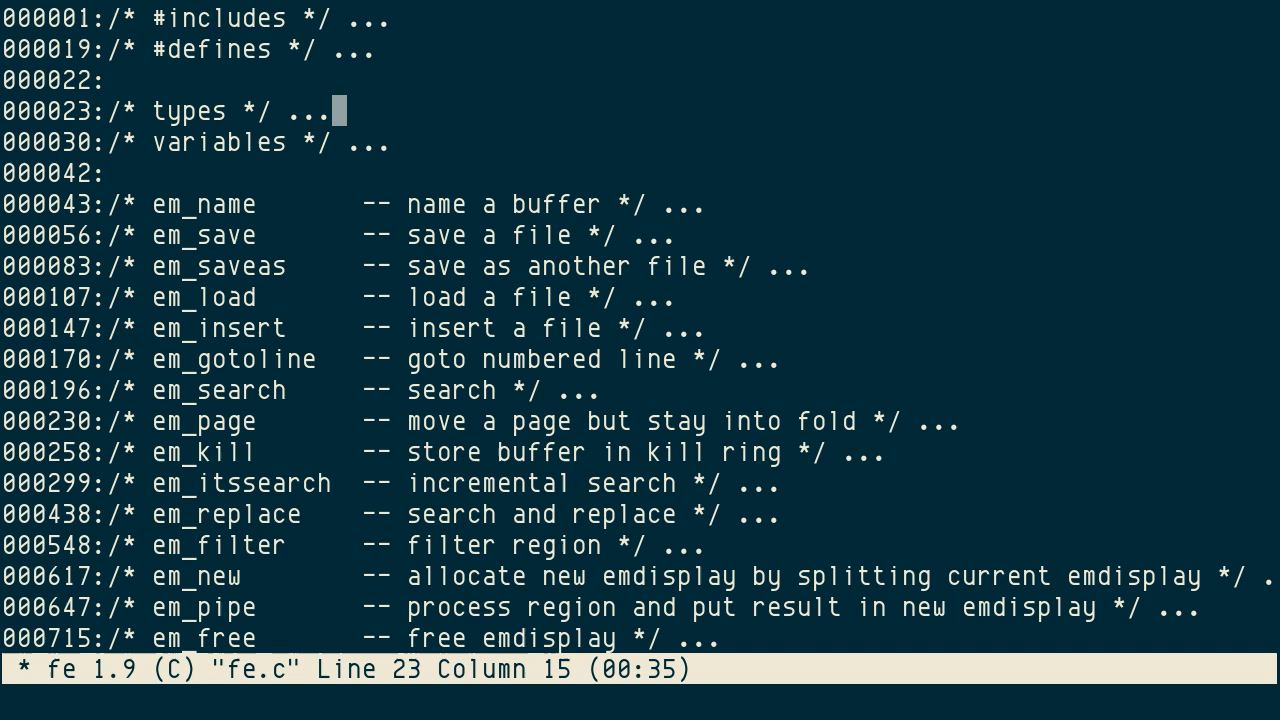 000001:/* #includes */ ...
000019:/* #defines */ ...
000022:
000023:/* types */ ...
000030:/* variables */ ...
000042:
000043:/* em_name       -- name a buffer */ ...
000056:/* em_save       -- save a file */ ...
000083:/* em_saveas     -- save as another file */ ...
000107:/* em_load       -- load a file */ ...
000147:/* em_insert     -- insert a file */ ...
000170:/* em_gotoline   -- goto numbered line */ ...
000196:/* em_search     -- search */ ...
000230:/* em_page       -- move a page but stay into fold */ ...
000258:/* em_kill       -- store buffer in kill ring */ ...
000299:/* em_itssearch  -- incremental search */ ...
000438:/* em_replace    -- search and replace */ ...
000548:/* em_filter     -- filter region */ ...
000617:/* em_new        -- allocate new emdisplay by splitting current emdisplay */ .
000647:/* em_pipe       -- process region and put result in new emdisplay */ ...
000715:/* em_free       -- free emdisplay */ ...
 * fe 1.9 (C) "fe.c" Line 23 Column 15 (00:35)